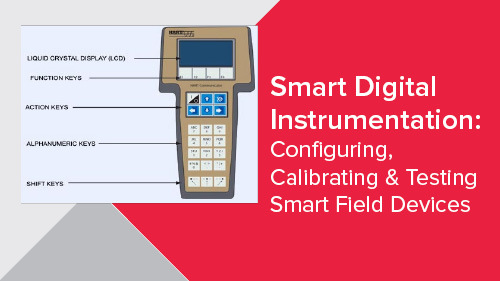 LIQUID CRYSTAL DISPLAY (LCD)
FUNCTION KEYS
ACTION KEYS
ALPHANUMERIC KEYS
SHIFT KEYS
Smart Digital
Instrumentation:
Configuring,
Calibrating & Testing
Smart Field Devices